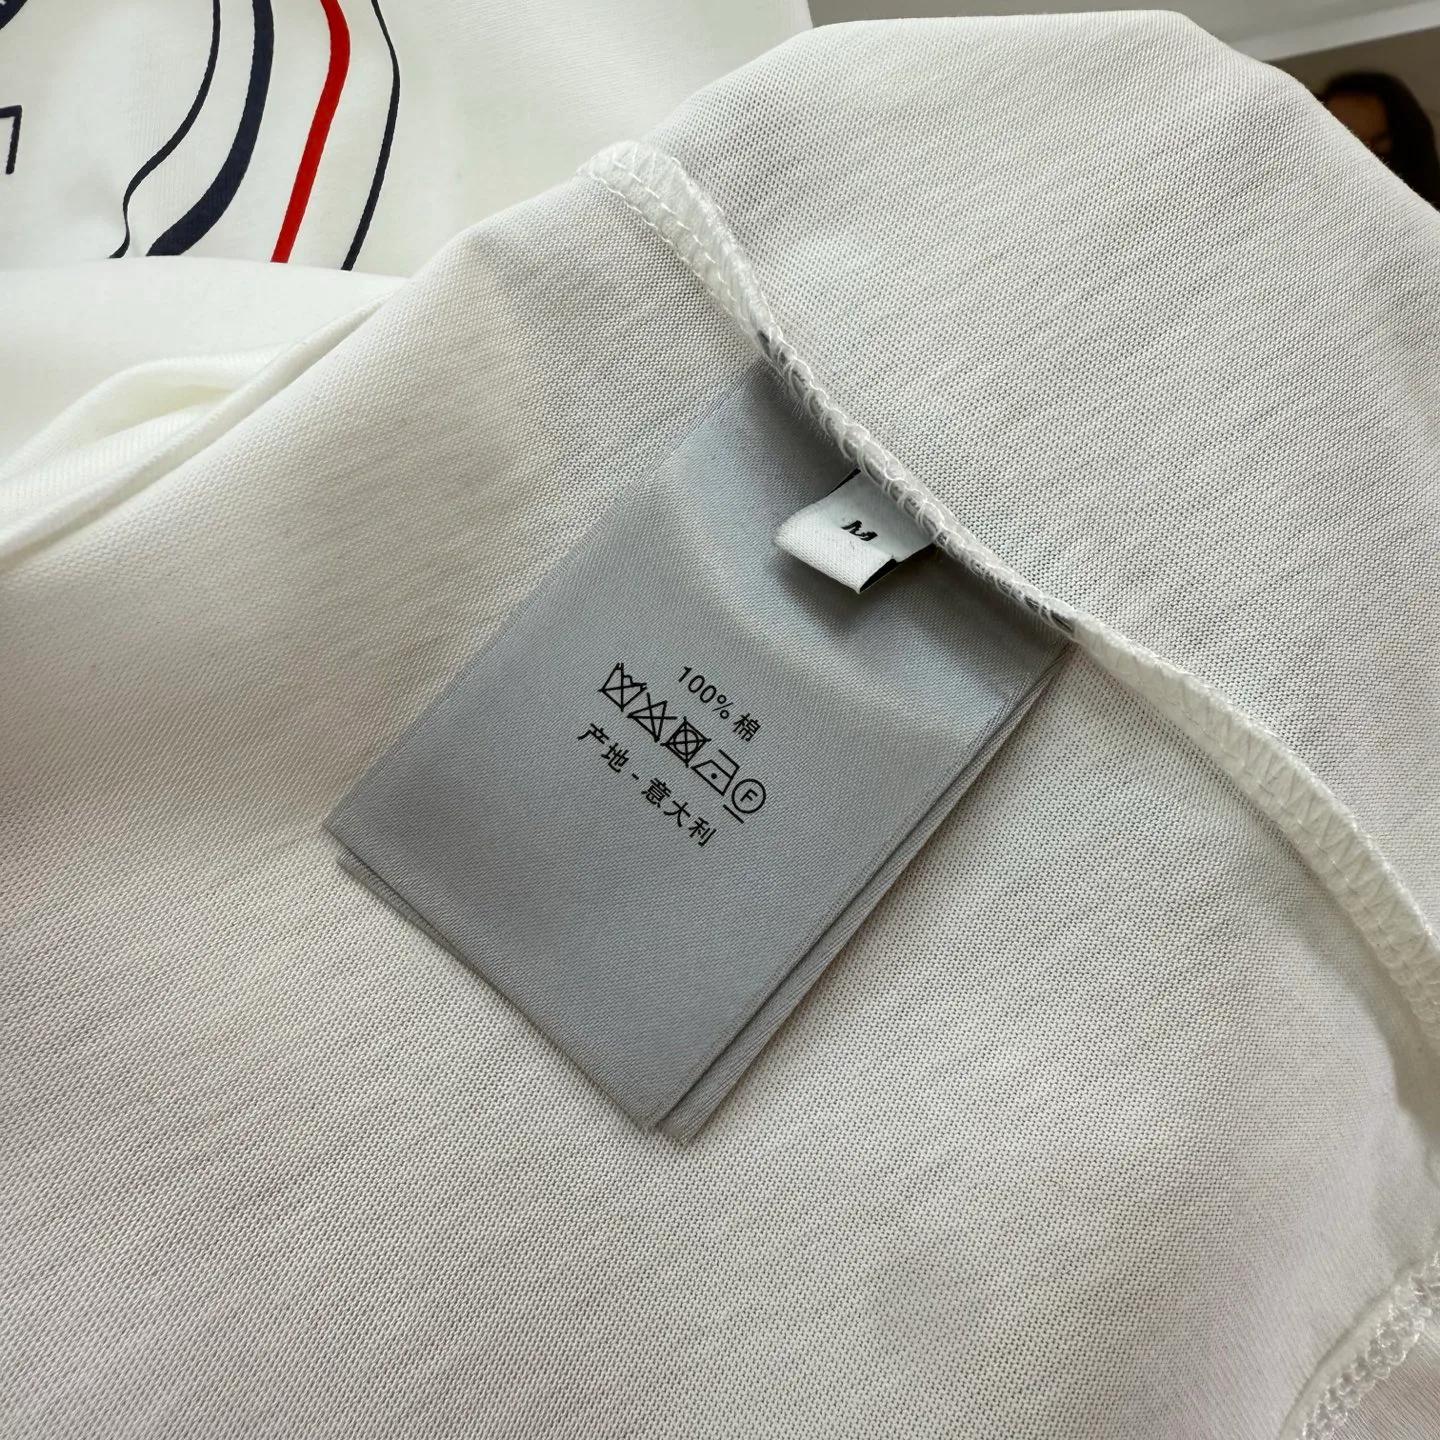 M
100% 棉
F
产地 - 意大利